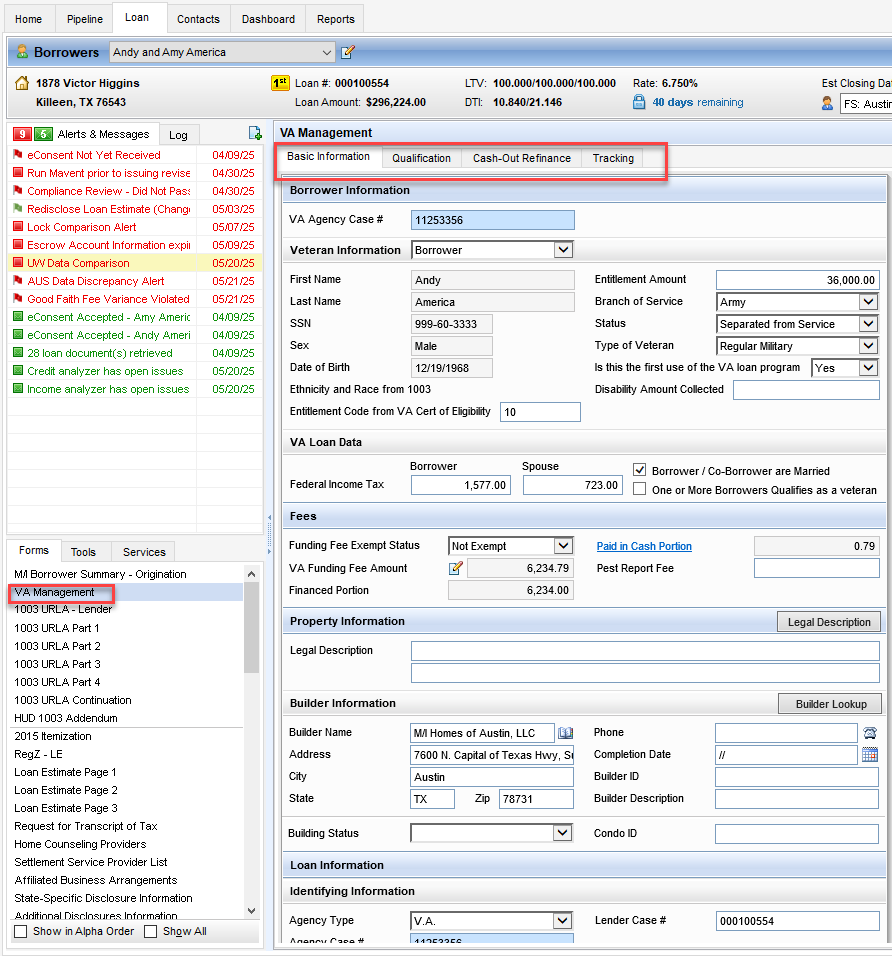 Home Pipeline Loan Contacts Dashboard Reports
Borrowers Andy and Amy America
1878 Victor Higgins
Killeen, TX 76543
1st Loan #: 000100554
Loan Amount: $296,224.00
LTV: 100.000/100.000/100.000
DTI: 10.840/21.146
Rate: 6.750%
40 days remaining
Est Closing Da
FS: Austin
9 5 Alerts & Messages Log
eConsent Not Yet Received 04/09/25
Run Mavent prior to issuing revise 04/30/25
Compliance Review - Did Not Pass 04/30/25
Redisclose Loan Estimate (Chang 05/03/25
Lock Comparison Alert 05/07/25
Escrow Account Information expi 05/09/25
UW Data Comparison 05/20/25
AUS Data Discrepancy Alert 05/21/25
Good Faith Fee Variance Violated 05/21/25
eConsent Accepted - Amy Americ 04/09/25
eConsent Accepted - Andy Ameri 04/09/25
28 loan document(s) retrieved 04/09/25
Credit analyzer has open issues 05/20/25
Income analyzer has open issues 05/20/25
Forms Tools Services
M/I Borrower Summary - Origination
VA Management
1003 URLA - Lender
1003 URLA Part 1
1003 URLA Part 2
1003 URLA Part 3
1003 URLA Part 4
1003 URLA Continuation
HUD 1003 Addendum
2015 Itemization
RegZ - LE
Loan Estimate Page 1
Loan Estimate Page 2
Loan Estimate Page 3
Request for Transcript of Tax
Home Counseling Providers
Settlement Service Provider List
Affiliated Business Arrangements
State-Specific Disclosure Information
Additional Disclosures Information
Show in Alpha Order Show All
VA Management
Basic Information Qualification Cash-Out Refinance Tracking
Borrower Information
VA Agency Case # 11253356
Veteran Information Borrower
First Name Andy Entitlement Amount 36,000.00
Last Name America Branch of Service Army
SSN 999-60-3333 Status Separated from Service
Sex Male Type of Veteran Regular Military
Date of Birth 12/19/1968 Is this the first use of the VA loan program Yes
Ethnicity and Race from 1003 Disability Amount Collected
Entitlement Code from VA Cert of Eligibility 10
VA Loan Data
Borrower Spouse Borrower / Co-Borrower are Married
Federal Income Tax 1,577.00 723.00 One or More Borrowers Qualifies as a veteran
Fees
Funding Fee Exempt Status Not Exempt Paid in Cash Portion 0.79
VA Funding Fee Amount 6,234.79 Pest Report Fee
Financed Portion 6,234.00
Property Information Legal Description
Legal Description
Builder Information Builder Lookup
Builder Name M/I Homes of Austin, LLC Phone
Address 7600 N. Capital of Texas Hwy, Su Completion Date //
City Austin Builder ID
State TX Zip 78731 Builder Description
Building Status Condo ID
Loan Information
Identifying Information
Agency Type V.A. Lender Case # 000100554
Agency Case # 11253356